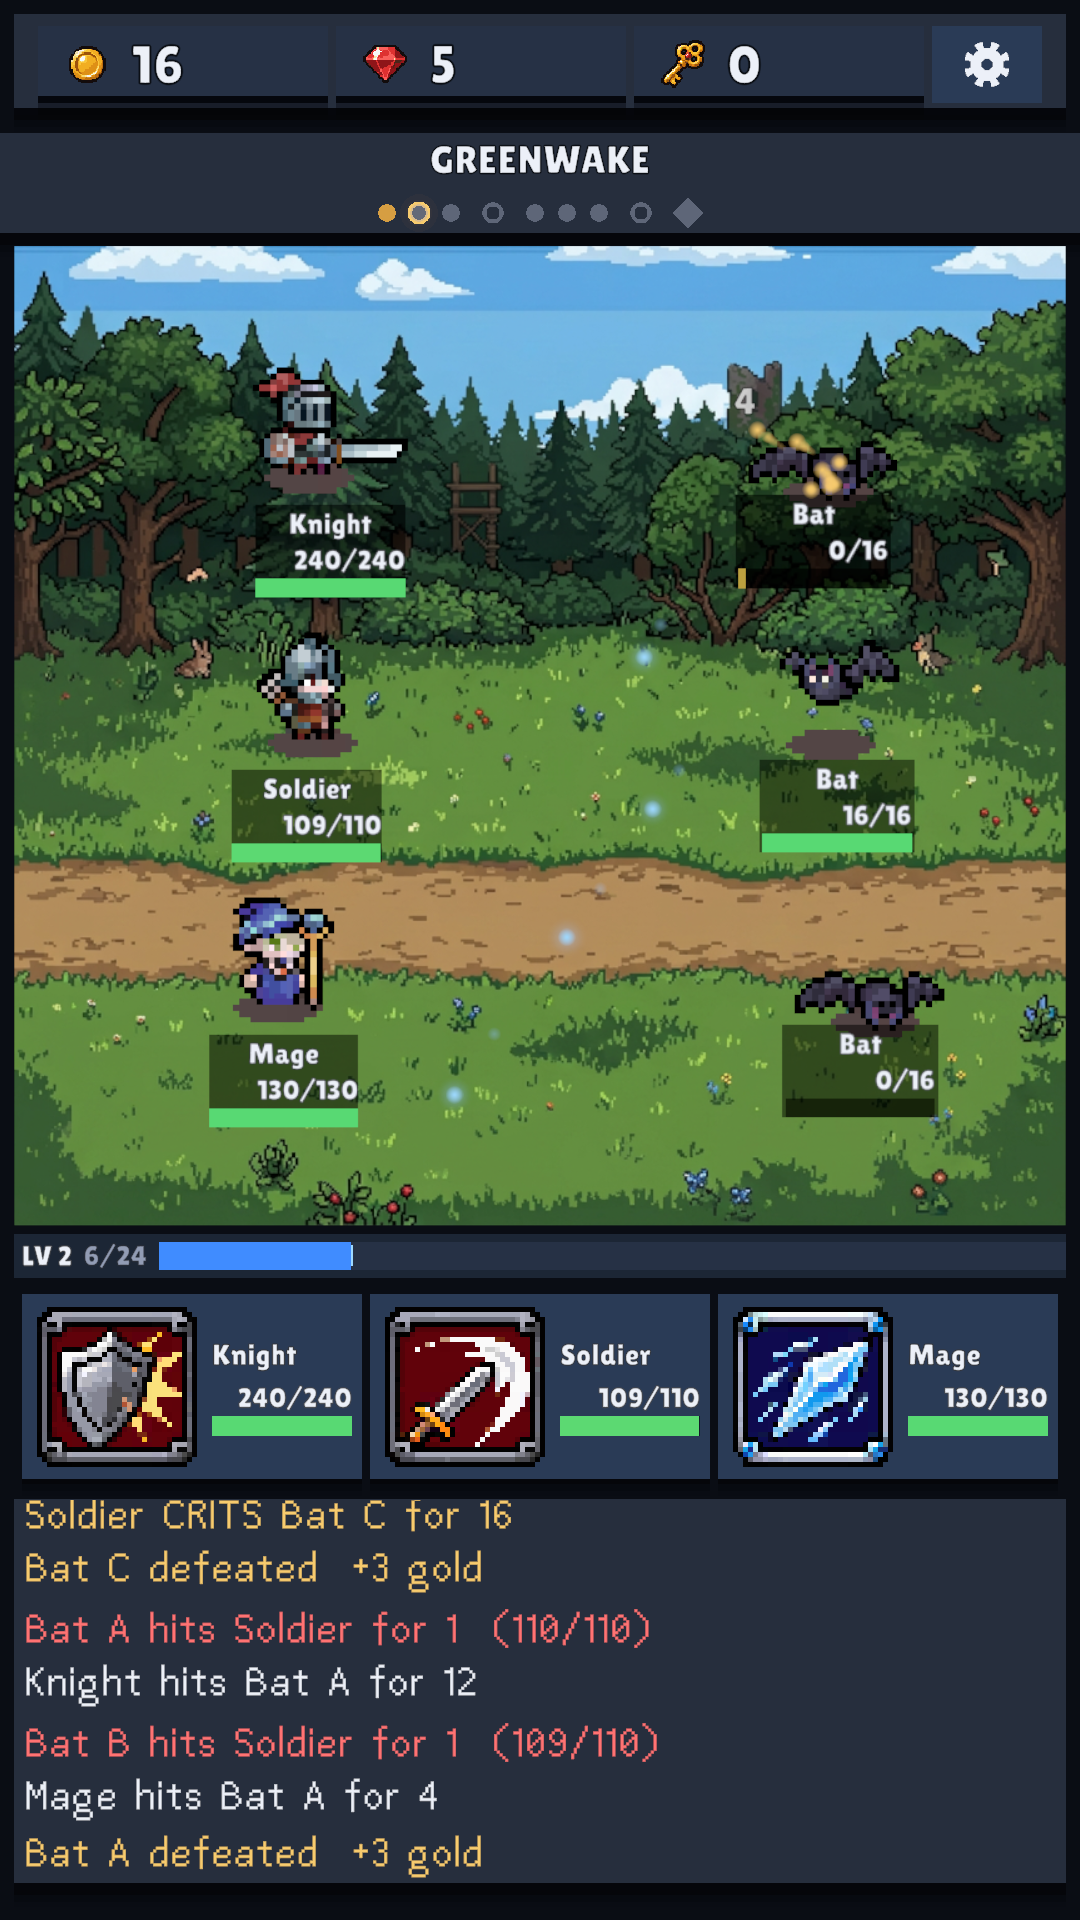 16 5 0
GREENWAKE
4
Knight
240/240
Bat
0/16
Soldier
109/110
Bat
16/16
Mage
130/130
Bat
0/16
LV 2 6/24
Knight
240/240
Soldier
109/110
Mage
130/130
Soldier CRITS Bat C for 16
Bat C defeated +3 gold
Bat A hits Soldier for 1 (110/110)
Knight hits Bat A for 12
Bat B hits Soldier for 1 (109/110)
Mage hits Bat A for 4
Bat A defeated +3 gold